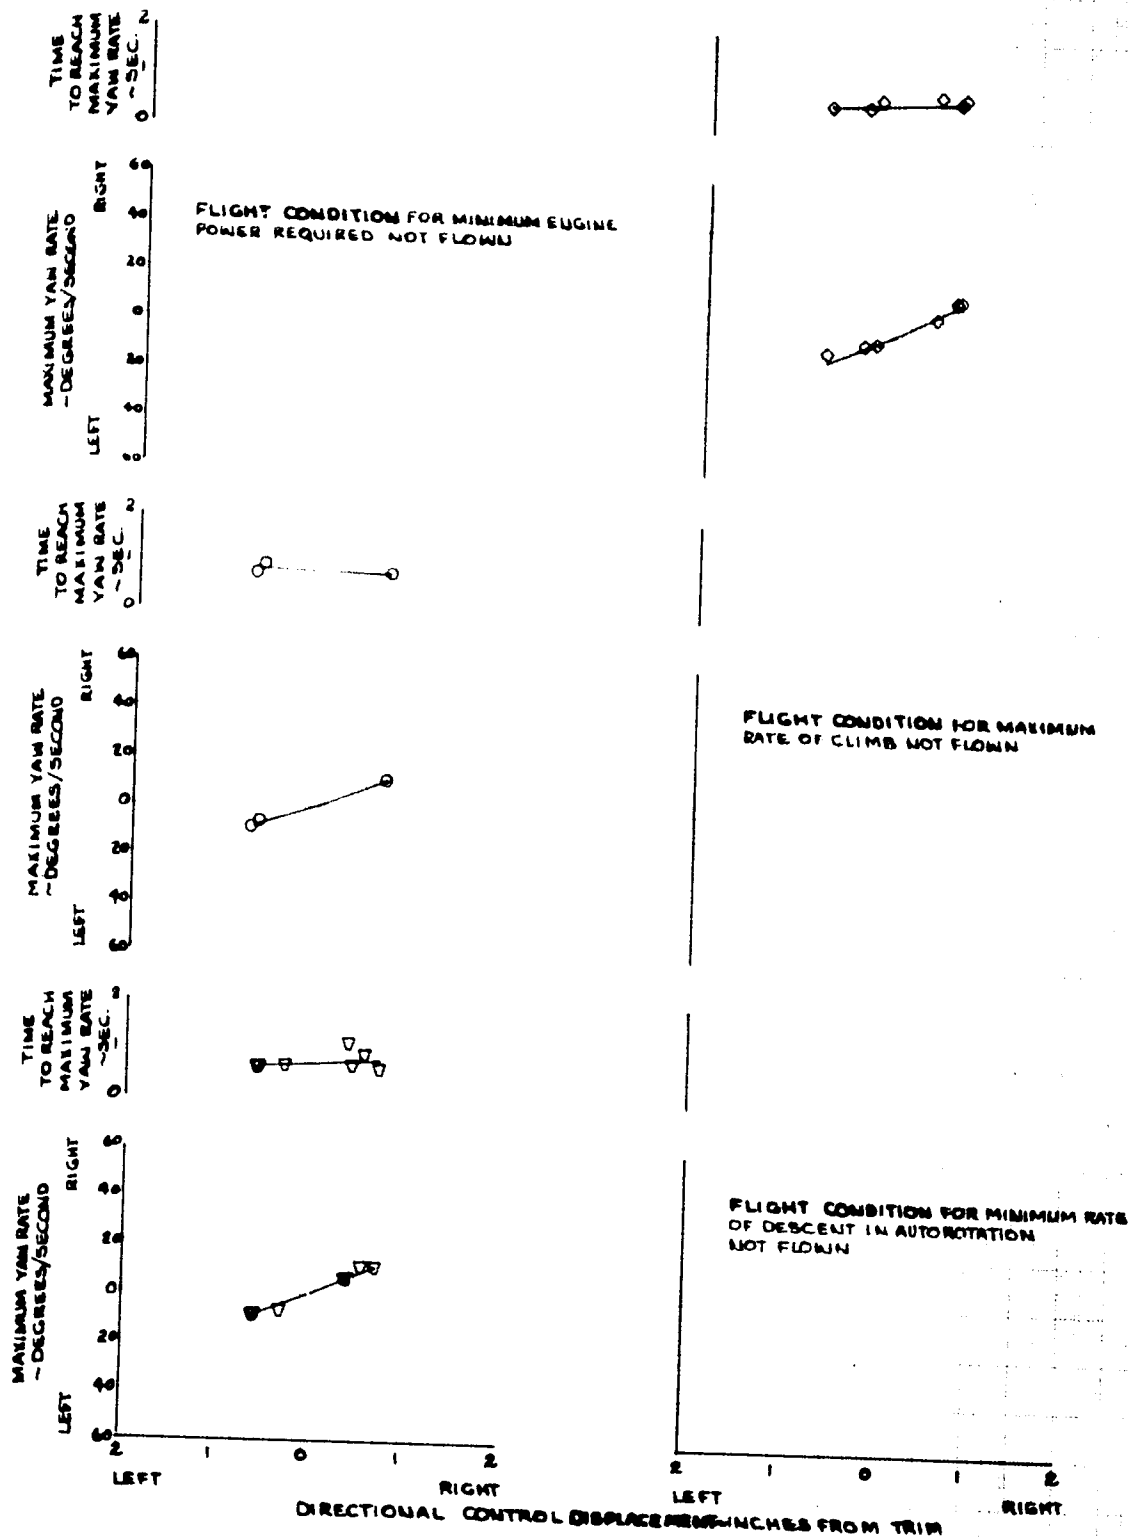 TIME
TO REACH
MAXIMUM
YAW RATE
~SEC.
2
1
0
MAXIMUM YAW RATE
~DEGREES/SECOND
RIGHT
LEFT
60
40
20
0
20
40
60
FLIGHT CONDITION FOR MINIMUM ENGINE
POWER REQUIRED NOT FLOWN
TIME
TO REACH
MAXIMUM
YAW RATE
~SEC.
2
1
0
MAXIMUM YAW RATE
~DEGREES/SECOND
RIGHT
LEFT
60
40
20
0
20
40
60
FLIGHT CONDITION FOR MAXIMUM
RATE OF CLIMB NOT FLOWN
TIME
TO REACH
MAXIMUM
YAW RATE
~SEC.
2
1
0
MAXIMUM YAW RATE
~DEGREES/SECOND
RIGHT
LEFT
60
40
20
0
20
40
60
FLIGHT CONDITION FOR MINIMUM RATE
OF DESCENT IN AUTOROTATION
NOT FLOWN
2 1 0 1 2
LEFT RIGHT
2 1 0 1 2
LEFT RIGHT
DIRECTIONAL CONTROL DISPLACEMENT~INCHES FROM TRIM